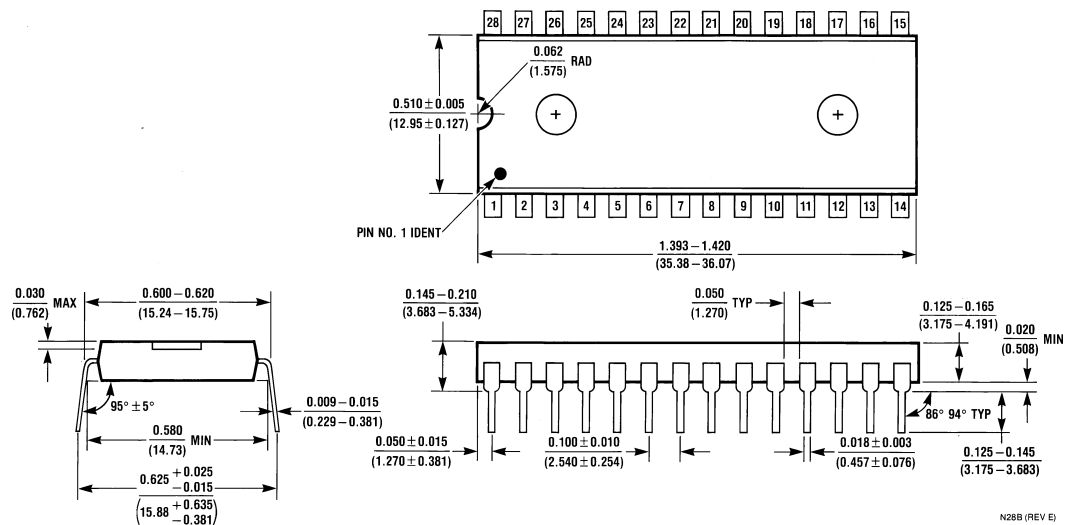 28 27 26 25 24 23 22 21 20 19 18 17 16 15
0.062
(1.575)
RAD
0.510 ± 0.005
(12.95 ± 0.127)
PIN NO. 1 IDENT
1 2 3 4 5 6 7 8 9 10 11 12 13 14
1.393 – 1.420
(35.38 – 36.07)
0.030
(0.762)
MAX
0.600 – 0.620
(15.24 – 15.75)
95° ± 5°
0.009 – 0.015
(0.229 – 0.381)
0.580
(14.73)
MIN
0.625 + 0.025
– 0.015
(15.88 + 0.635
– 0.381)
0.145 – 0.210
(3.683 – 5.334)
0.050
(1.270)
TYP
0.125 – 0.165
(3.175 – 4.191)
0.020
(0.508)
MIN
86° 94° TYP
0.050 ± 0.015
(1.270 ± 0.381)
0.100 ± 0.010
(2.540 ± 0.254)
0.018 ± 0.003
(0.457 ± 0.076)
0.125 – 0.145
(3.175 – 3.683)
N28B (REV E)